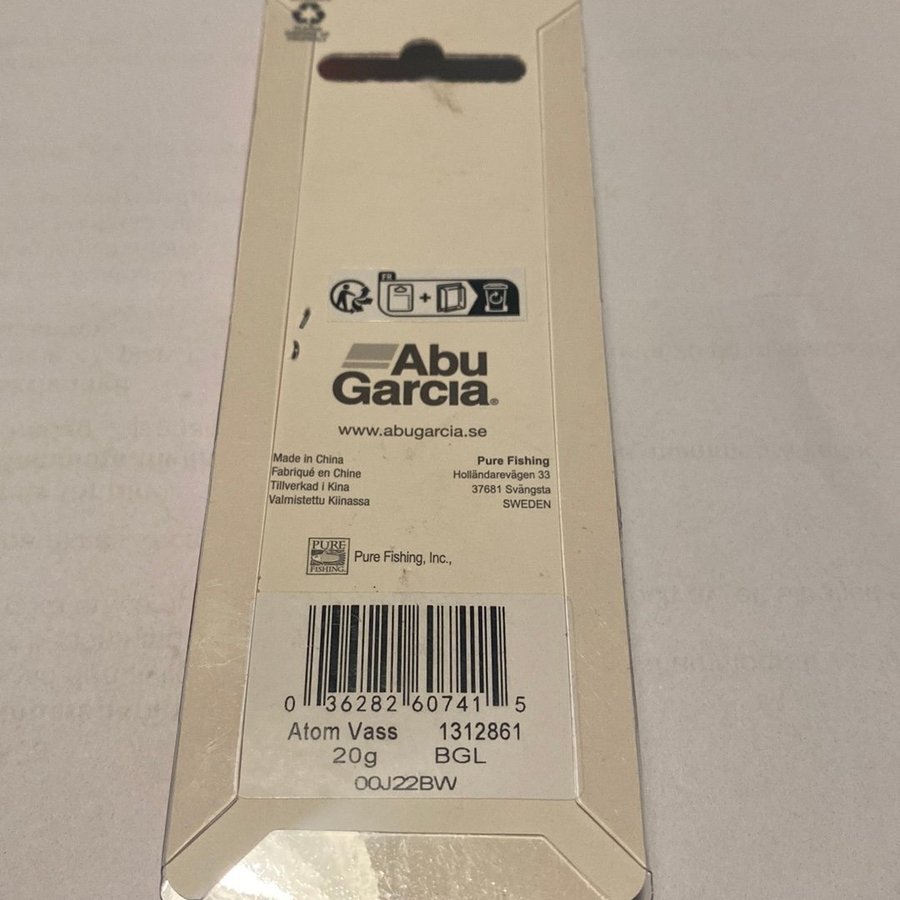 FR
Abu
Garcia®
www.abugarcia.se
Made in China
Fabriqué en Chine
Tillverkad i Kina
Valmistettu Kiinassa
Pure Fishing
Holländarevägen 33
37681 Svängsta
SWEDEN
PURE
FISHING.
Pure Fishing, Inc.,
0 36282 60741 5
Atom Vass 1312861
20g BGL
00J22BW